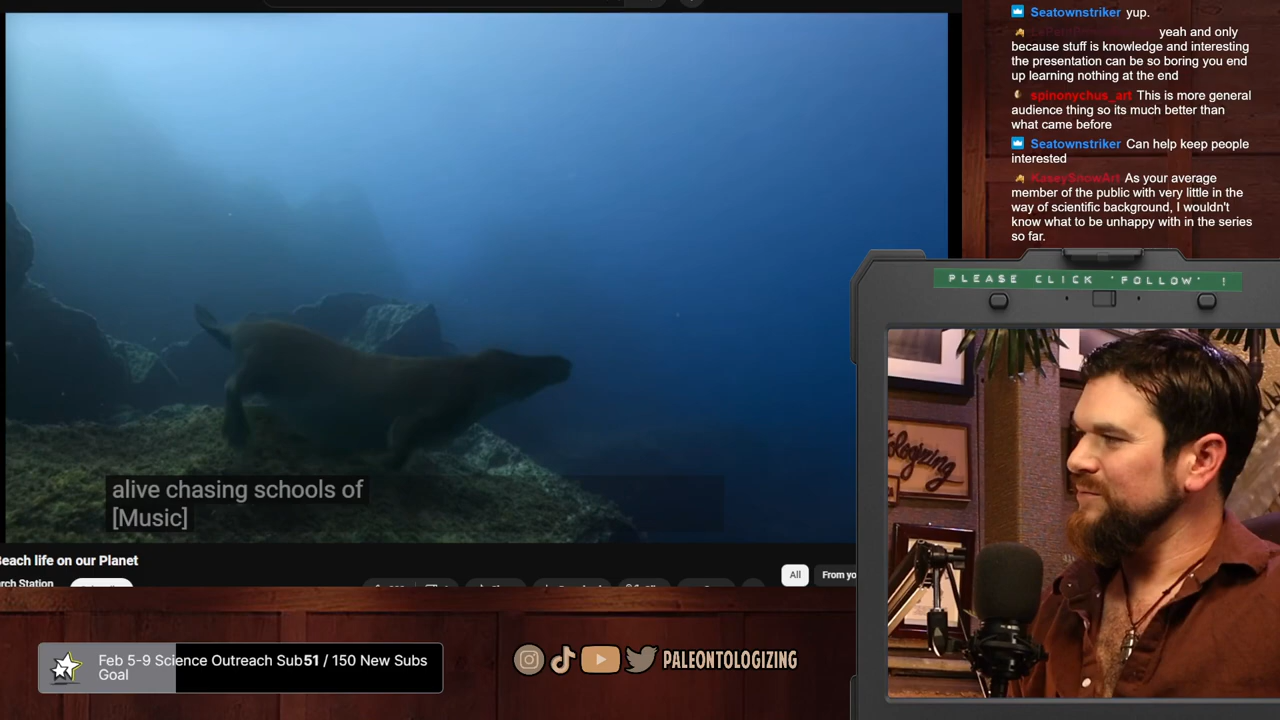 Seatownstriker yup.
yeah and only
because stuff is knowledge and interesting
the presentation can be so boring you end
up learning nothing at the end
spinonychus_art This is more general
audience thing so its much better than
what came before
Seatownstriker Can help keep people
interested
KaseySnowArt As your average
member of the public with very little in the
way of scientific background, I wouldn't
know what to be unhappy with in the series
so far.
PLEASE CLICK 'FOLLOW' !
ologizing
alive chasing schools of
[Music]
Beach life on our Planet
rch Station
All
From yo
Feb 5-9 Science Outreach Sub 51 / 150 New Subs
Goal
PALEONTOLOGIZING